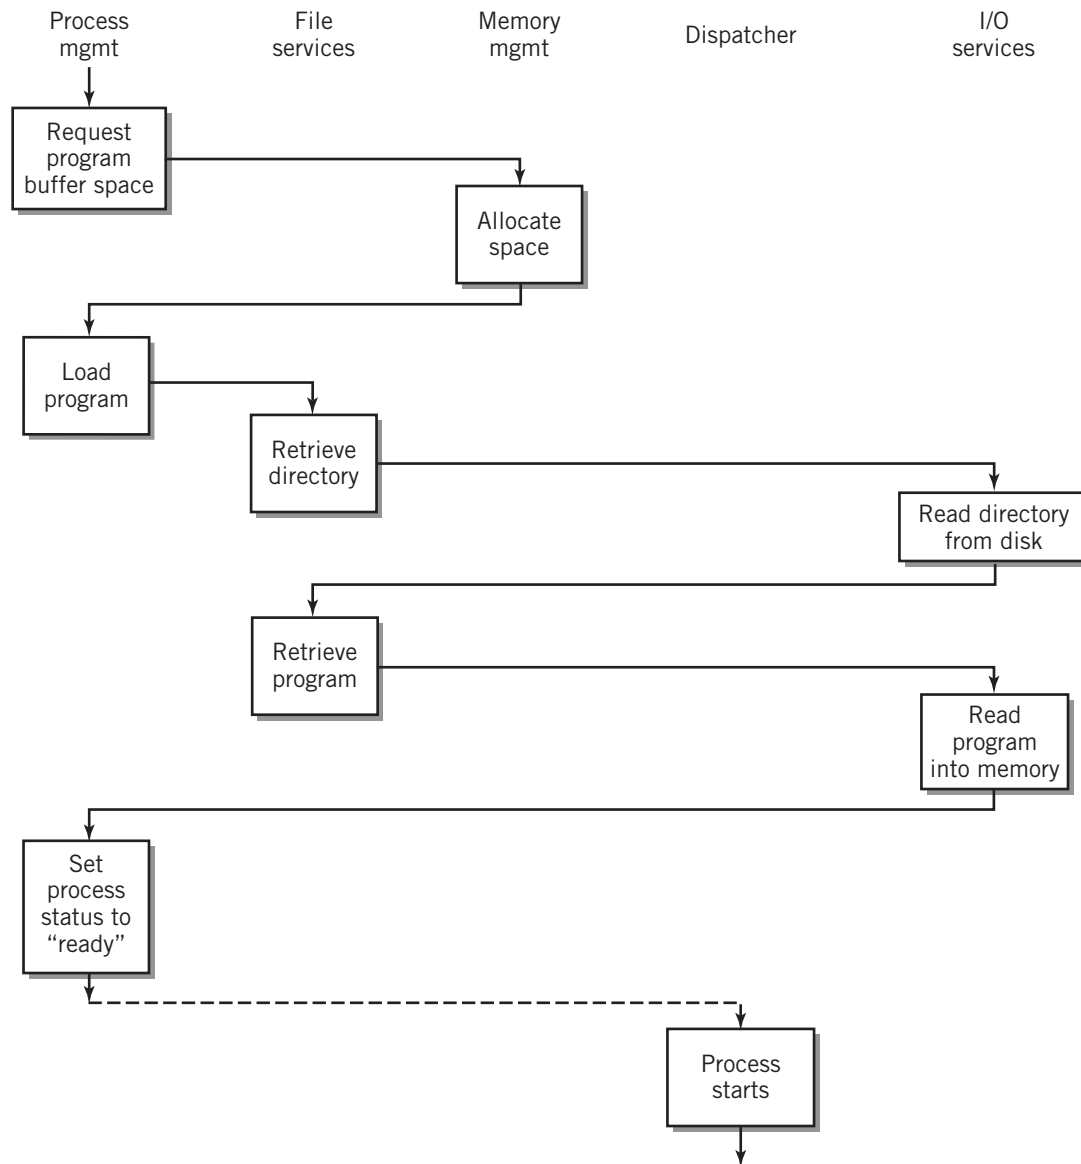 Process
mgmt
File
services
Memory
mgmt
Dispatcher
I/O
services
Request
program
buffer space
Allocate
space
Load
program
Retrieve
directory
Read directory
from disk
Retrieve
program
Read
program
into memory
Set
process
status to
“ready”
Process
starts